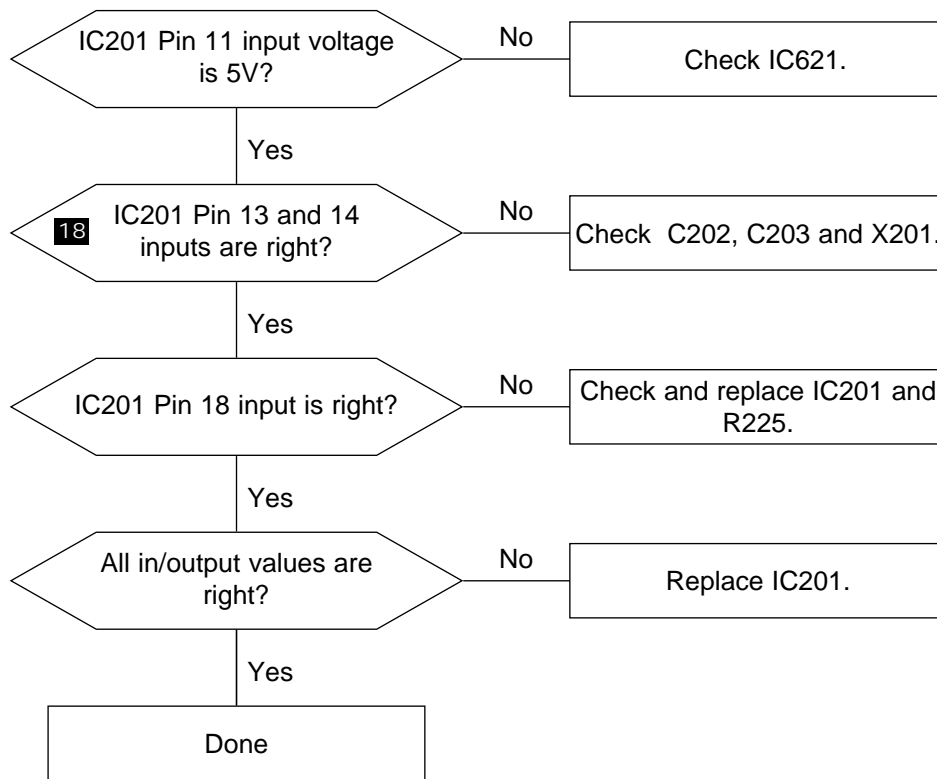 IC201 Pin 11 input voltage
is 5V?
No
Check IC621.
Yes
18
IC201 Pin 13 and 14
inputs are right?
No
Check C202, C203 and X201.
Yes
IC201 Pin 18 input is right?
No
Check and replace IC201 and
R225.
Yes
All in/output values are
right?
No
Replace IC201.
Yes
Done